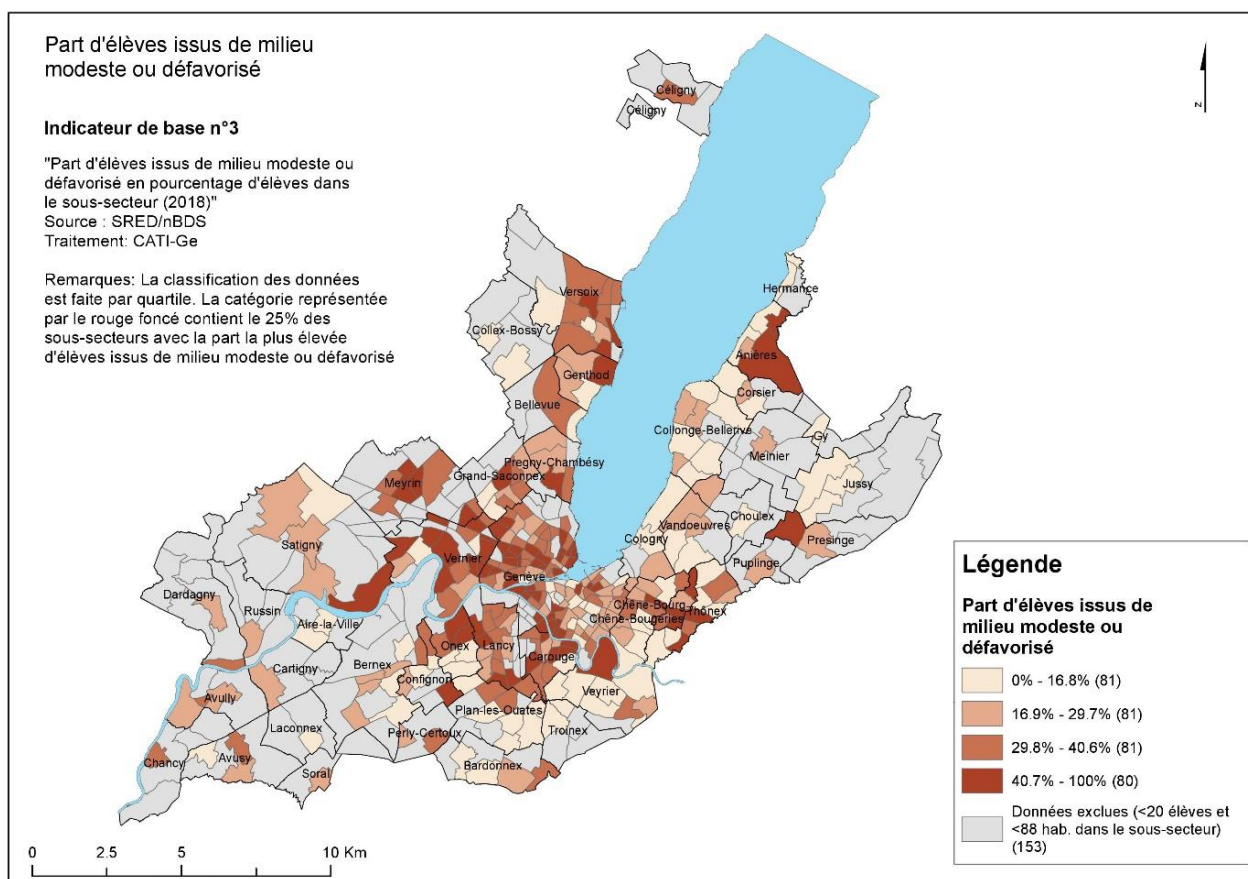 Part d'élèves issus de milieu
modeste ou défavorisé
Indicateur de base n°3
"Part d'élèves issus de milieu modeste ou
défavorisé en pourcentage d'élèves dans
le sous-secteur (2018)"
Source : SRED/nBDS
Traitement: CATI-Ge
Remarques: La classification des données
est faite par quartile. La catégorie représentée
par le rouge foncé contient le 25% des
sous-secteurs avec la part la plus élevée
d'élèves issus de milieu modeste ou défavorisé
N
Céligny
Céligny
Hermance
Versoix
Collex-Bossy
Anières
Genthod
Corsier
Bellevue
Collonge-Bellerive
Gy
Meinier
Pregny-Chambésy
Grand-Saconnex
Meyrin
Jussy
Choulex
Vandoeuvres
Presinge
Cologny
Satigny
Vernier
Puplinge
Genève
Dardagny
Russin
Chêne-Bourg
Thônex
Chêne-Bougeries
Aire-la-Ville
Onex
Lancy
Carouge
Bernex
Cartigny
Confignon
Veyrier
Avully
Plan-les-Ouates
Laconnex
Troinex
Perly-Certoux
Chancy
Avusy
Bardonnex
Soral
Légende
Part d'élèves issus de
milieu modeste ou
défavorisé
0% - 16.8% (81)
16.9% - 29.7% (81)
29.8% - 40.6% (81)
40.7% - 100% (80)
Données exclues (<20 élèves et
<88 hab. dans le sous-secteur)
(153)
0 2.5 5 10 Km